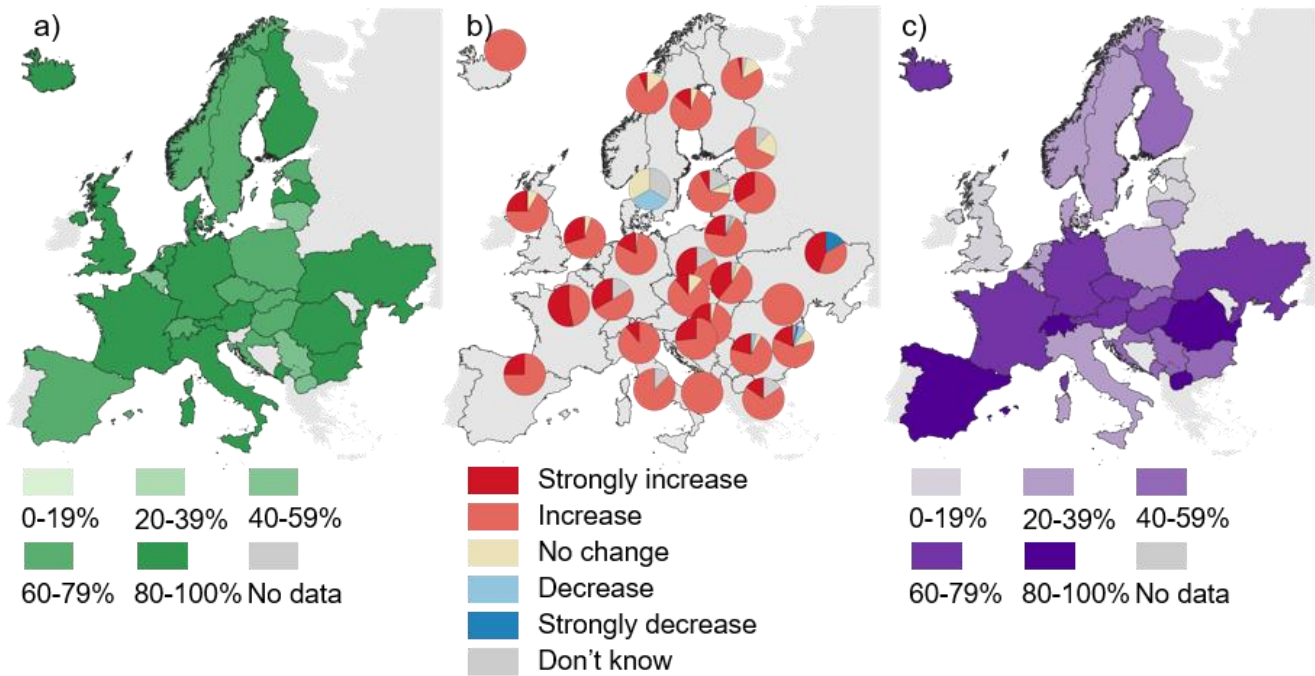 a)
b)
c)
0-19%
20-39%
40-59%
60-79%
80-100%
No data
Strongly increase
Increase
No change
Decrease
Strongly decrease
Don't know
0-19%
20-39%
40-59%
60-79%
80-100%
No data